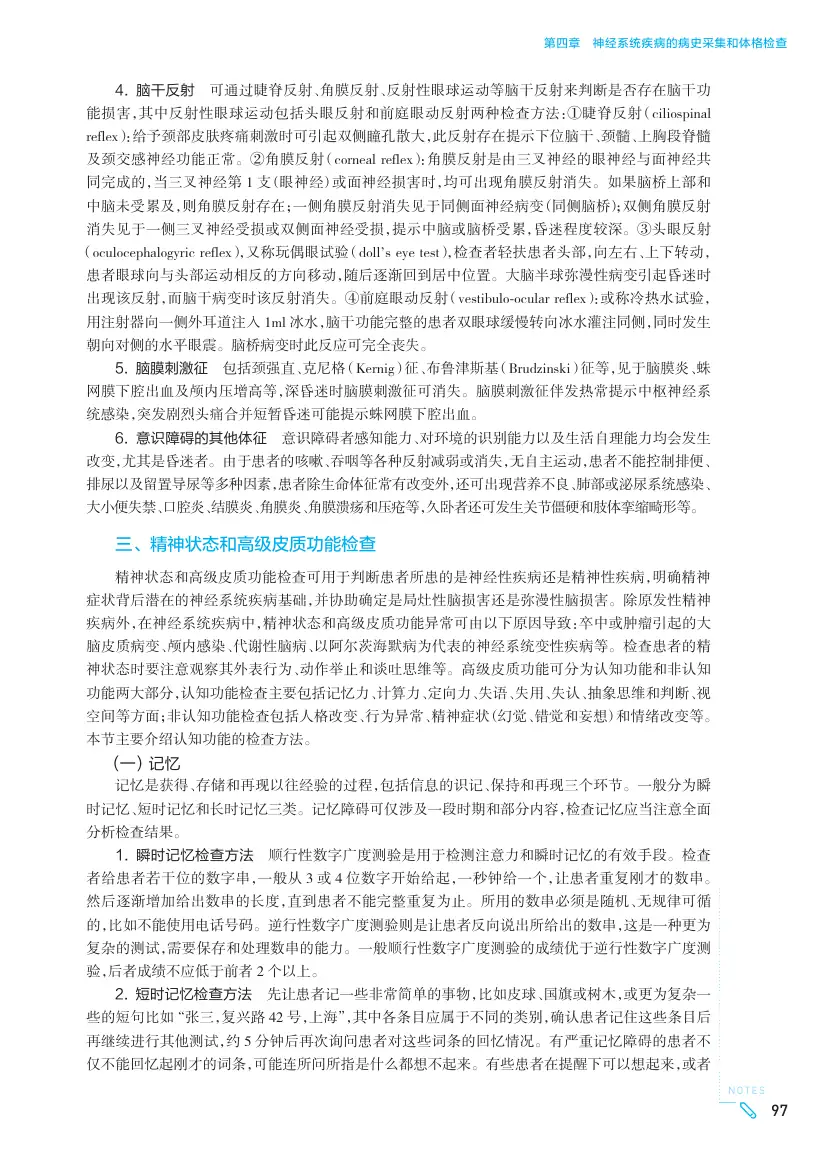 第四章　神经系统疾病的病史采集和体格检查
4. 脑干反射　可通过睫脊反射、角膜反射、反射性眼球运动等脑干反射来判断是否存在脑干功
能损害，其中反射性眼球运动包括头眼反射和前庭眼动反射两种检查方法：①睫脊反射（ciliospinal
reflex）：给予颈部皮肤疼痛刺激时可引起双侧瞳孔散大，此反射存在提示下位脑干、颈髓、上胸段脊髓
及颈交感神经功能正常。②角膜反射（corneal reflex）：角膜反射是由三叉神经的眼神经与面神经共
同完成的，当三叉神经第 1 支（眼神经）或面神经损害时，均可出现角膜反射消失。如果脑桥上部和
中脑未受累及，则角膜反射存在；一侧角膜反射消失见于同侧面神经病变（同侧脑桥）；双侧角膜反射
消失见于一侧三叉神经受损或双侧面神经受损，提示中脑或脑桥受累，昏迷程度较深。③头眼反射
（oculocephalogyric reflex），又称玩偶眼试验（doll's eye test），检查者轻扶患者头部，向左右、上下转动，
患者眼球向与头部运动相反的方向移动，随后逐渐回到居中位置。大脑半球弥漫性病变引起昏迷时
出现该反射，而脑干病变时该反射消失。④前庭眼动反射（vestibulo-ocular reflex）：或称冷热水试验，
用注射器向一侧外耳道注入 1ml 冰水，脑干功能完整的患者双眼球缓慢转向冰水灌注同侧，同时发生
朝向对侧的水平眼震。脑桥病变时此反应可完全丧失。
5. 脑膜刺激征　包括颈强直、克尼格（Kernig）征、布鲁津斯基（Brudzinski）征等，见于脑膜炎、蛛
网膜下腔出血及颅内压增高等，深昏迷时脑膜刺激征可消失。脑膜刺激征伴发热常提示中枢神经系
统感染，突发剧烈头痛合并短暂昏迷可能提示蛛网膜下腔出血。
6. 意识障碍的其他体征　意识障碍者感知能力、对环境的识别能力以及生活自理能力均会发生
改变，尤其是昏迷者。由于患者的咳嗽、吞咽等各种反射减弱或消失，无自主运动，患者不能控制排便、
排尿以及留置导尿等多种因素，患者除生命体征常有改变外，还可出现营养不良、肺部或泌尿系统感染、
大小便失禁、口腔炎、结膜炎、角膜炎、角膜溃疡和压疮等，久卧者还可发生关节僵硬和肢体挛缩畸形等。
三、精神状态和高级皮质功能检查
精神状态和高级皮质功能检查可用于判断患者所患的是神经性疾病还是精神性疾病，明确精神
症状背后潜在的神经系统疾病基础，并协助确定是局灶性脑损害还是弥漫性脑损害。除原发性精神
疾病外，在神经系统疾病中，精神状态和高级皮质功能异常可由以下原因导致：卒中或肿瘤引起的大
脑皮质病变、颅内感染、代谢性脑病、以阿尔茨海默病为代表的神经系统变性疾病等。检查患者的精
神状态时要注意观察其外表行为、动作举止和谈吐思维等。高级皮质功能可分为认知功能和非认知
功能两大部分，认知功能检查主要包括记忆力、计算力、定向力、失语、失用、失认、抽象思维和判断、视
空间等方面；非认知功能检查包括人格改变、行为异常、精神症状（幻觉、错觉和妄想）和情绪改变等。
本节主要介绍认知功能的检查方法。
（一）记忆
记忆是获得、存储和再现以往经验的过程，包括信息的识记、保持和再现三个环节。一般分为瞬
时记忆、短时记忆和长时记忆三类。记忆障碍可仅涉及一段时期和部分内容，检查记忆应当注意全面
分析检查结果。
1. 瞬时记忆检查方法　顺行性数字广度测验是用于检测注意力和瞬时记忆的有效手段。检查
者给患者若干位的数字串，一般从 3 或 4 位数字开始给起，一秒钟给一个，让患者重复刚才的数串。
然后逐渐增加给出数串的长度，直到患者不能完整重复为止。所用的数串必须是随机、无规律可循
的，比如不能使用电话号码。逆行性数字广度测验则是让患者反向说出所给出的数串，这是一种更为
复杂的测试，需要保存和处理数串的能力。一般顺行性数字广度测验的成绩优于逆行性数字广度测
验，后者成绩不应低于前者 2 个以上。
2. 短时记忆检查方法　先让患者记一些非常简单的事物，比如皮球、国旗或树木，或更为复杂一
些的短句比如“张三，复兴路 42 号，上海”，其中各条目应属于不同的类别，确认患者记住这些条目后
再继续进行其他测试，约 5 分钟后再次询问患者对这些词条的回忆情况。有严重记忆障碍的患者不
仅不能回忆起刚才的词条，可能连所问所指是什么都想不起来。有些患者在提醒下可以想起来，或者
NOTES
97